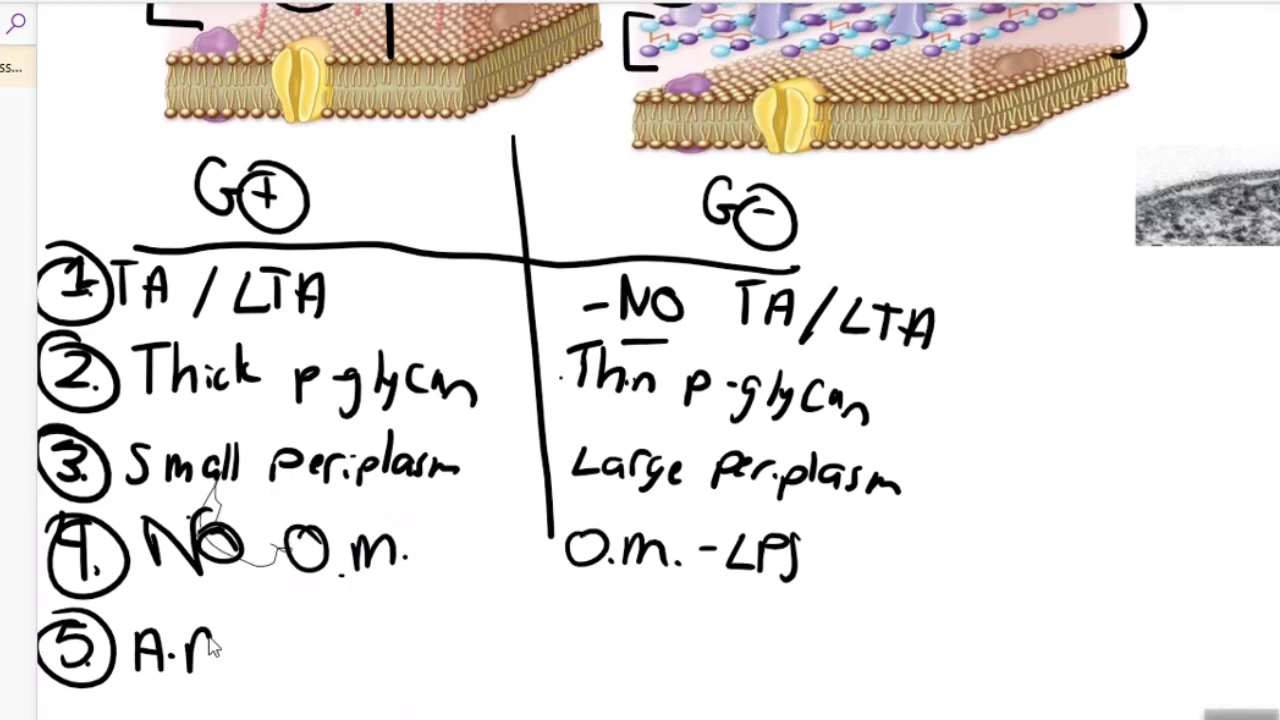 ss...
G+ G-
1. TA / LTA - NO TA/LTA
2. Thick p-glycan Thin p-glycan
3. Small periplasm Large periplasm
4. NO O.m. O.m. - LPS
5. A.r